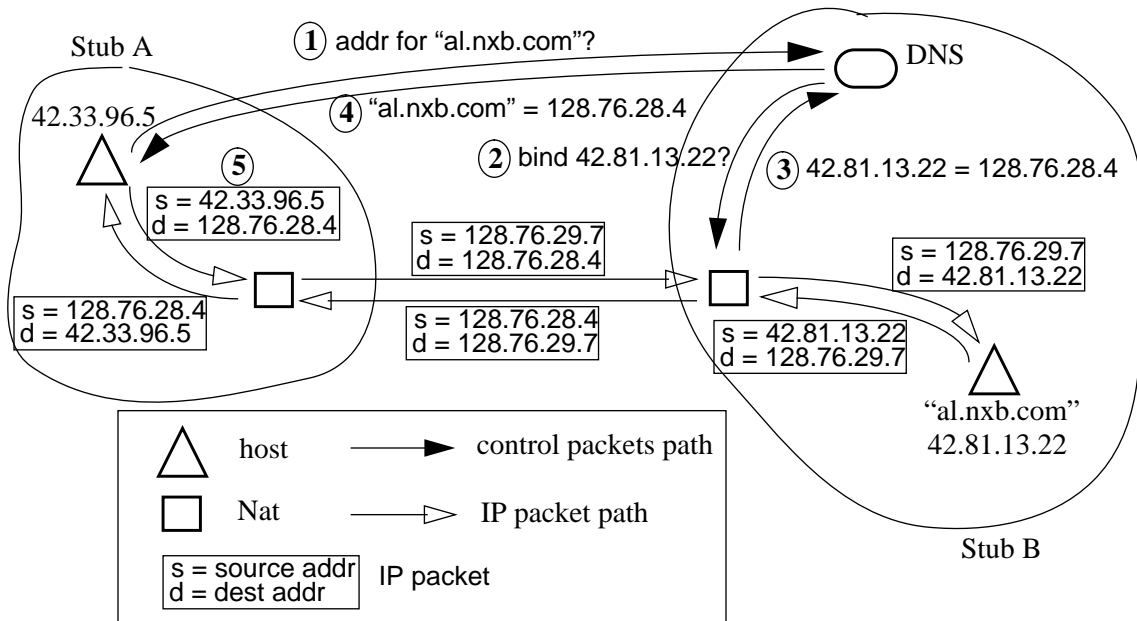 Stub A
1 addr for “al.nxb.com”?
DNS
42.33.96.5
4 “al.nxb.com” = 128.76.28.4
2 bind 42.81.13.22?
3 42.81.13.22 = 128.76.28.4
5
s = 42.33.96.5
d = 128.76.28.4
s = 128.76.29.7
d = 128.76.28.4
s = 128.76.29.7
d = 42.81.13.22
s = 128.76.28.4
d = 42.33.96.5
s = 128.76.28.4
d = 128.76.29.7
s = 42.81.13.22
d = 128.76.29.7
“al.nxb.com”
42.81.13.22
Stub B
host
control packets path
Nat
IP packet path
s = source addr
d = dest addr
IP packet